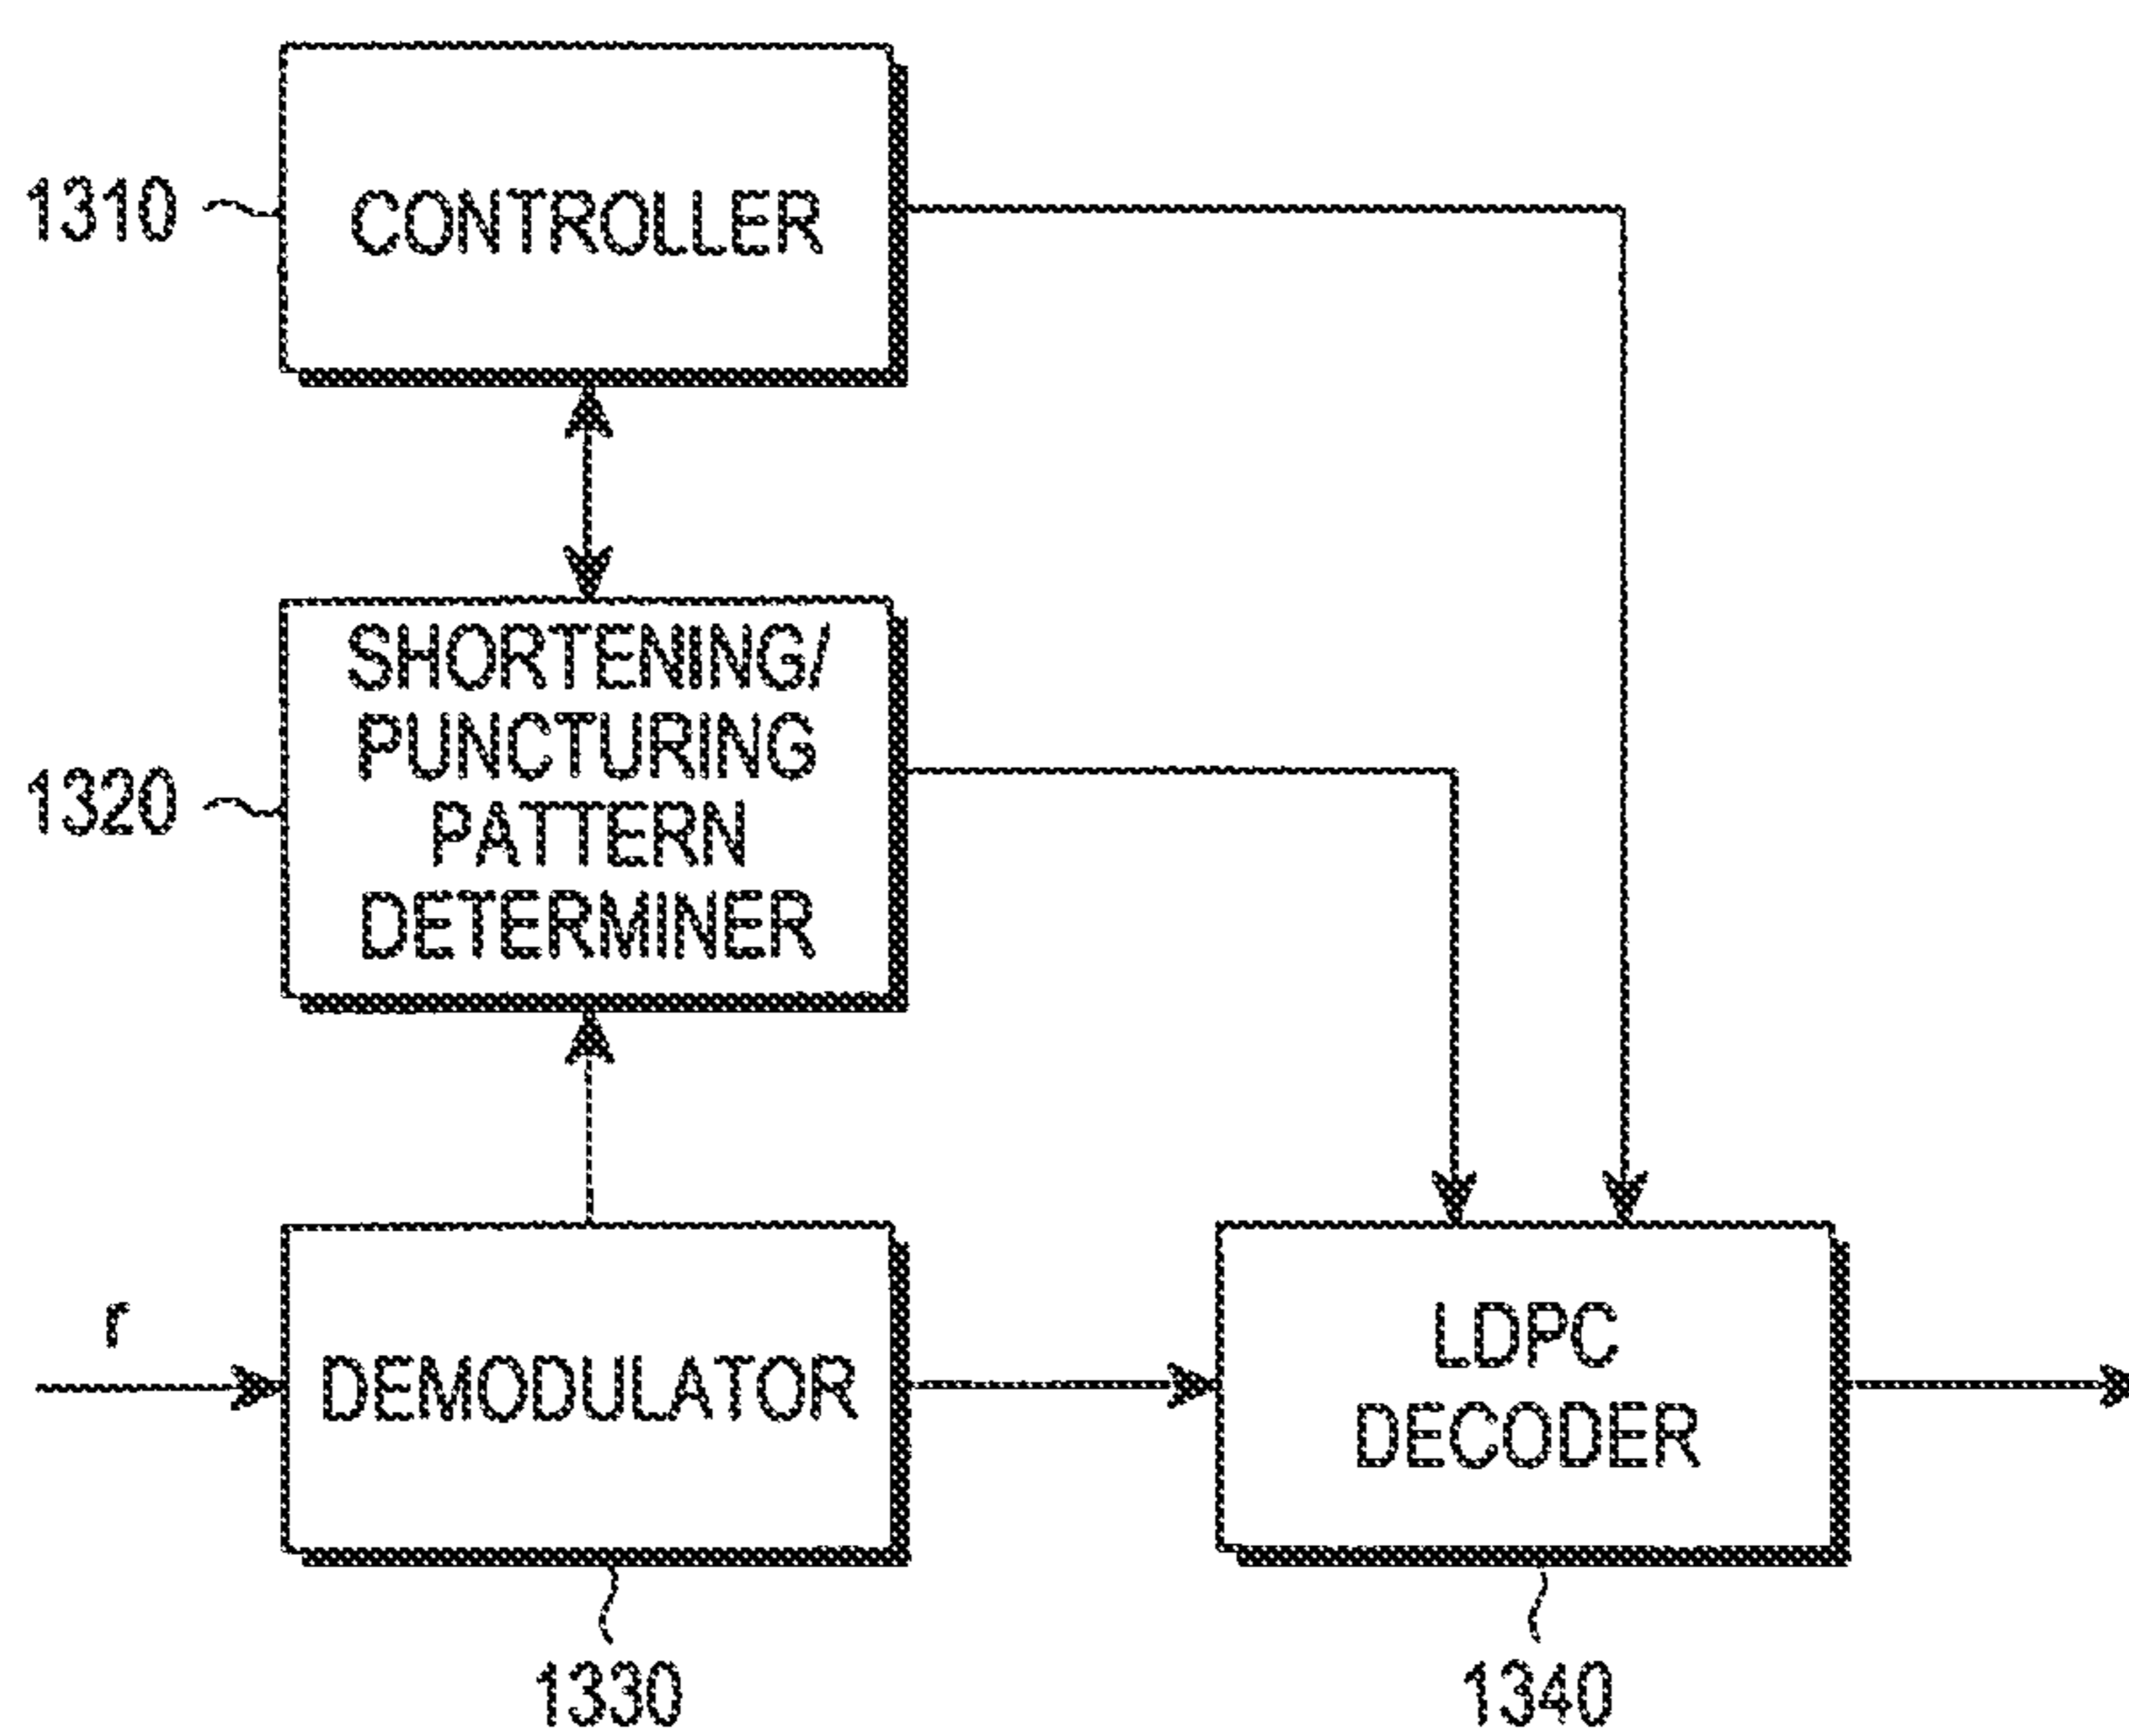 1310
CONTROLLER
1320
SHORTENING/
PUNCTURING
PATTERN
DETERMINER
r
DEMODULATOR
LDPC
DECODER
1330
1340